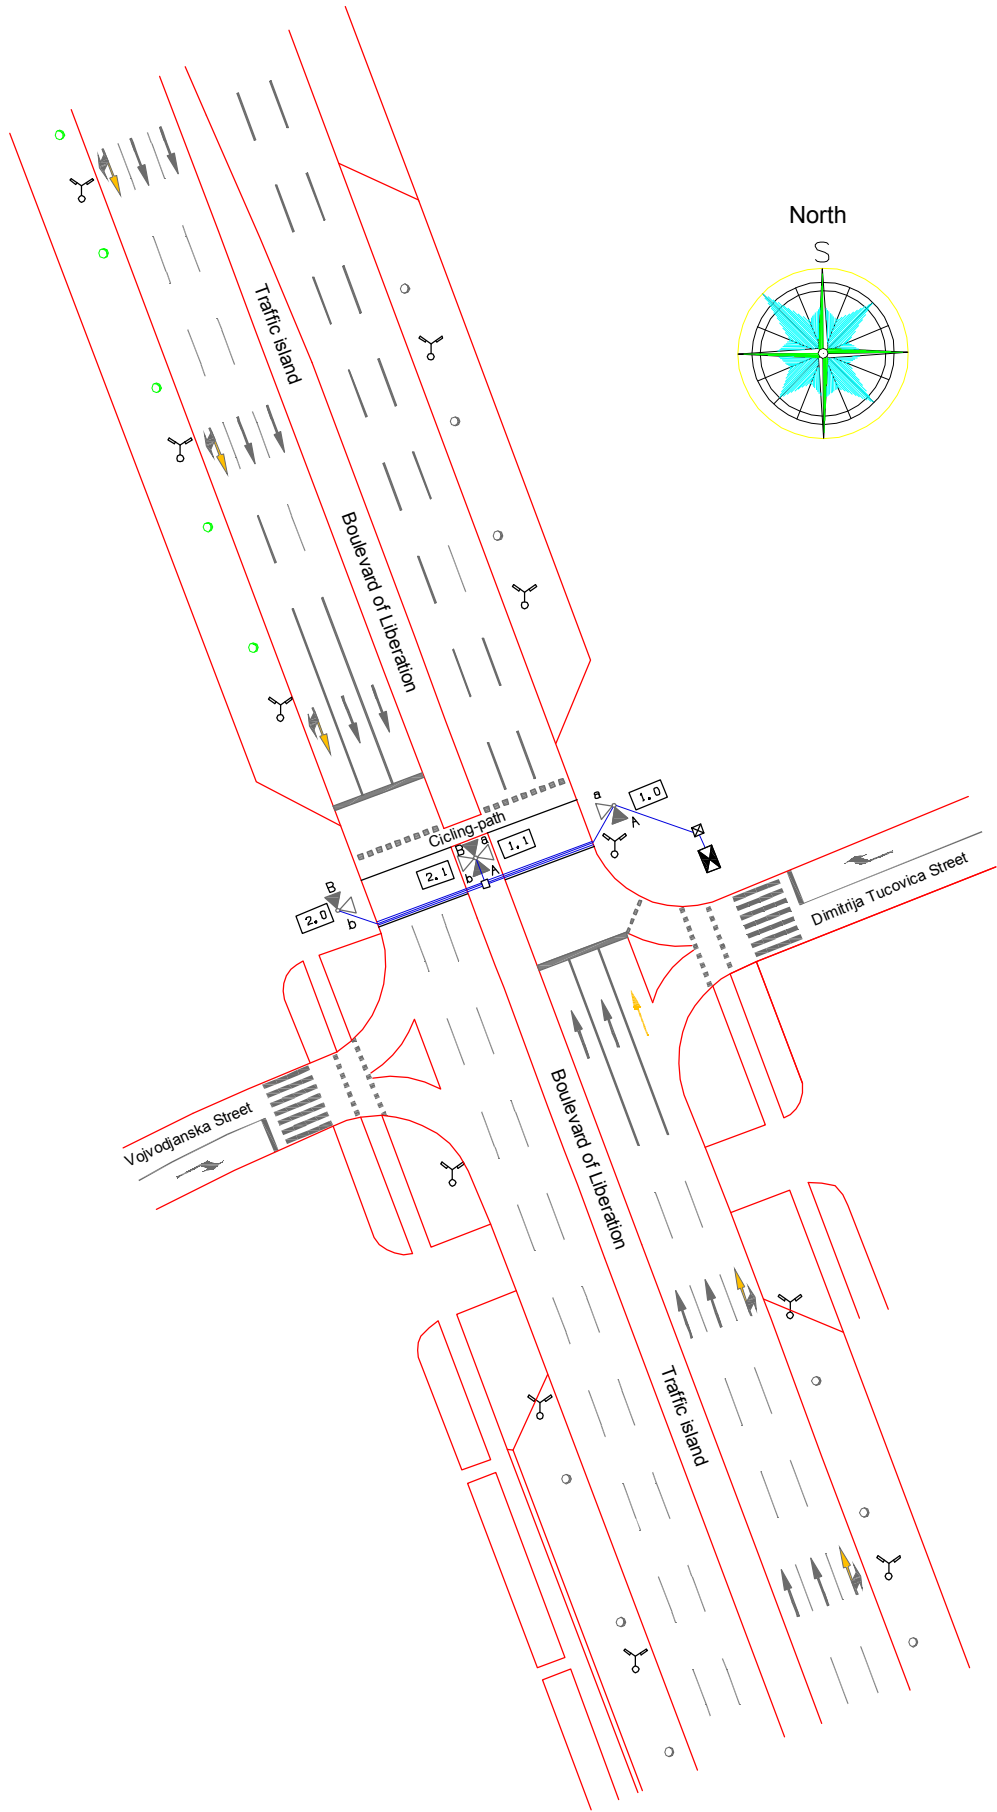 North
S
Traffic island
Boulevard of Liberation
Cicling-path
a
1.0
A
B
a
1.1
2.1
b
A
B
2.0
b
Dimitrija Tucovica Street
Vojvodjanska Street
Boulevard of Liberation
Traffic island